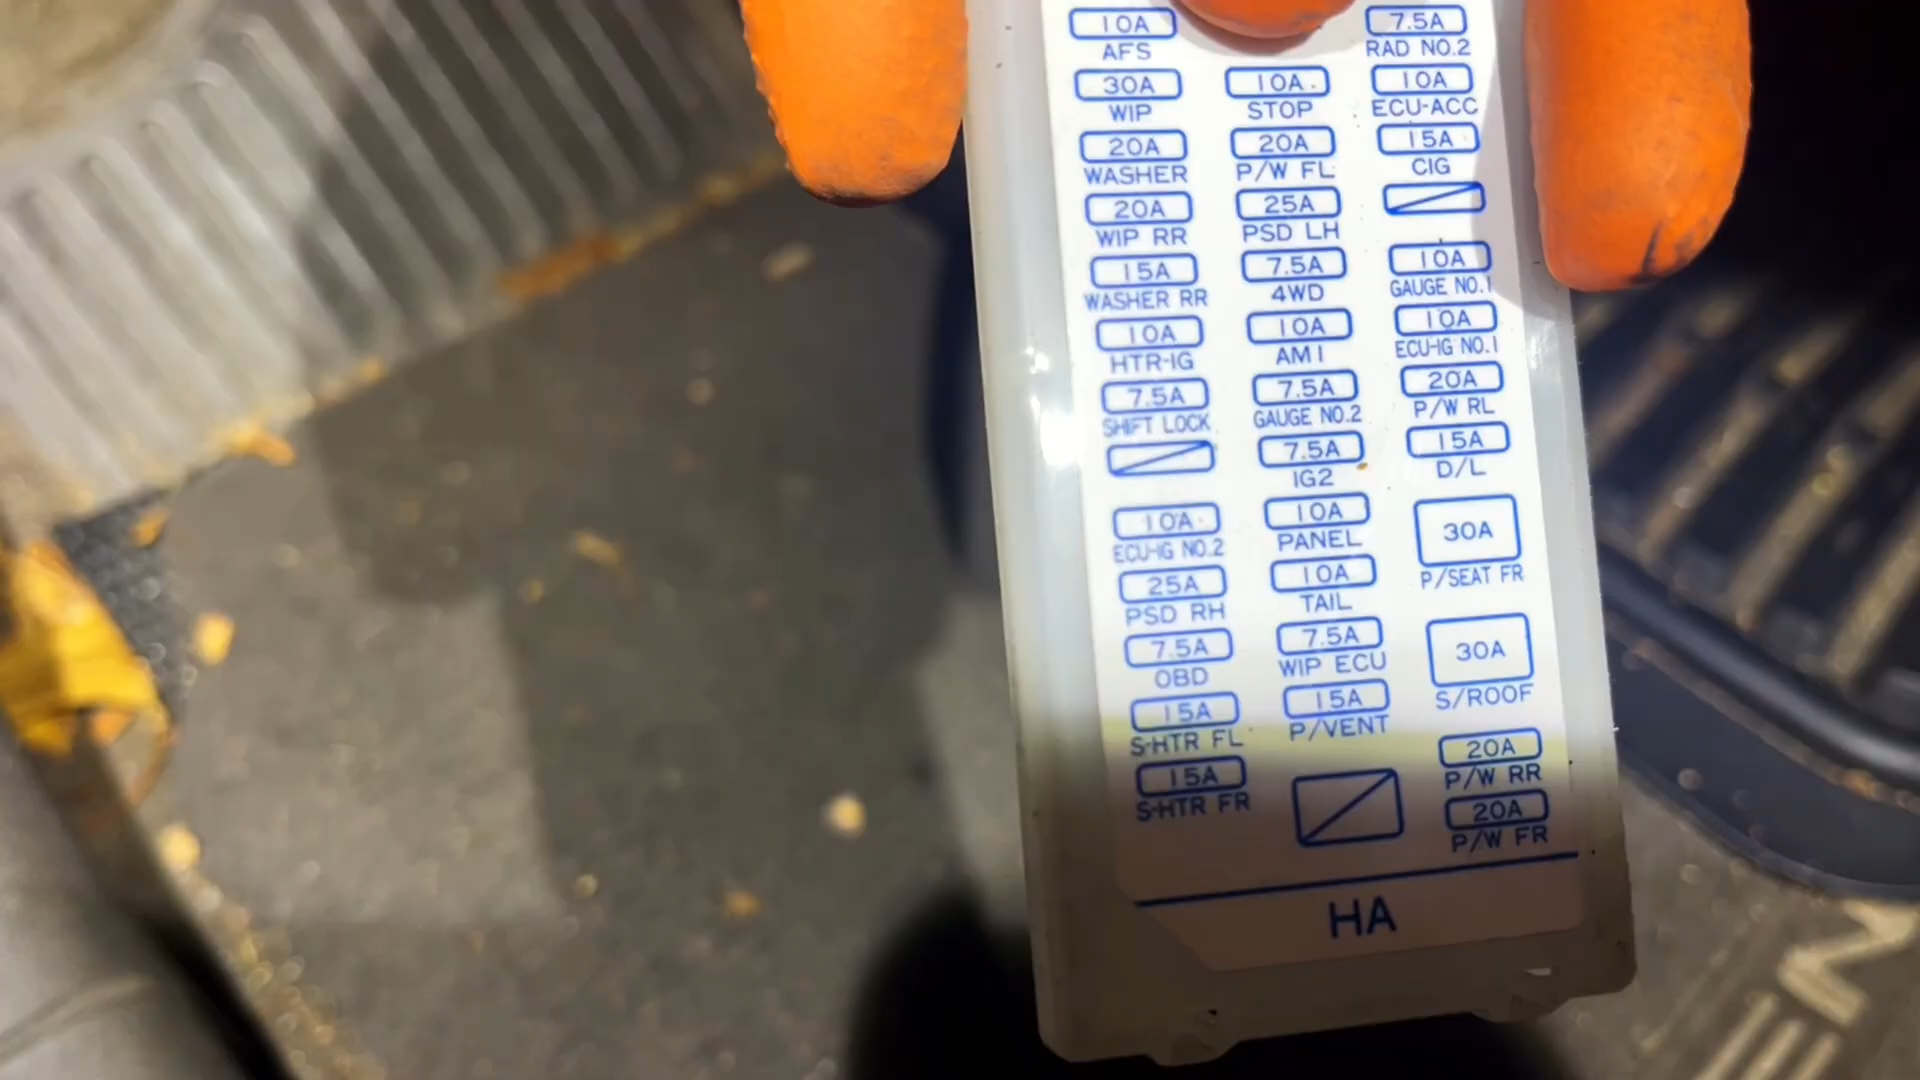 10A
AFS
30A
WIP
20A
WASHER
20A
WIP RR
15A
WASHER RR
10A
HTR-IG
7.5A
SHIFT LOCK
10A
ECU-IG NO.2
25A
PSD RH
7.5A
OBD
15A
S-HTR FL
15A
S-HTR FR
10A
STOP
20A
P/W FL
25A
PSD LH
7.5A
4WD
10A
AM1
7.5A
GAUGE NO.2
7.5A
IG2
10A
PANEL
10A
TAIL
7.5A
WIP ECU
15A
P/VENT
7.5A
RAD NO.2
10A
ECU-ACC
15A
CIG
10A
GAUGE NO.1
10A
ECU-IG NO.1
20A
P/W RL
15A
D/L
30A
P/SEAT FR
30A
S/ROOF
20A
P/W RR
20A
P/W FR
HA